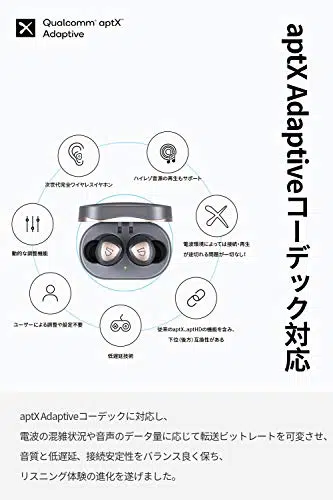 Qualcomm® aptX™
Adaptive
aptX Adaptiveコーデック対応
次世代完全ワイヤレスイヤホン
ハイレゾ音源の再生もサポート
動的な調整機能
電波環境によっては接続・再生
が途切れる問題が一切なし!
ユーザーによる調整や設定不要
低遅延技術
従来のaptX、aptHDの機能を含み、
下位（後方）互換性がある
aptX Adaptiveコーデックに対応し、
電波の混雑状況や音声のデータ量に応じて転送ビットレートを可変させ、
音質と低遅延、接続安定性をバランス良く保ち、
リスニング体験の進化を遂げました。